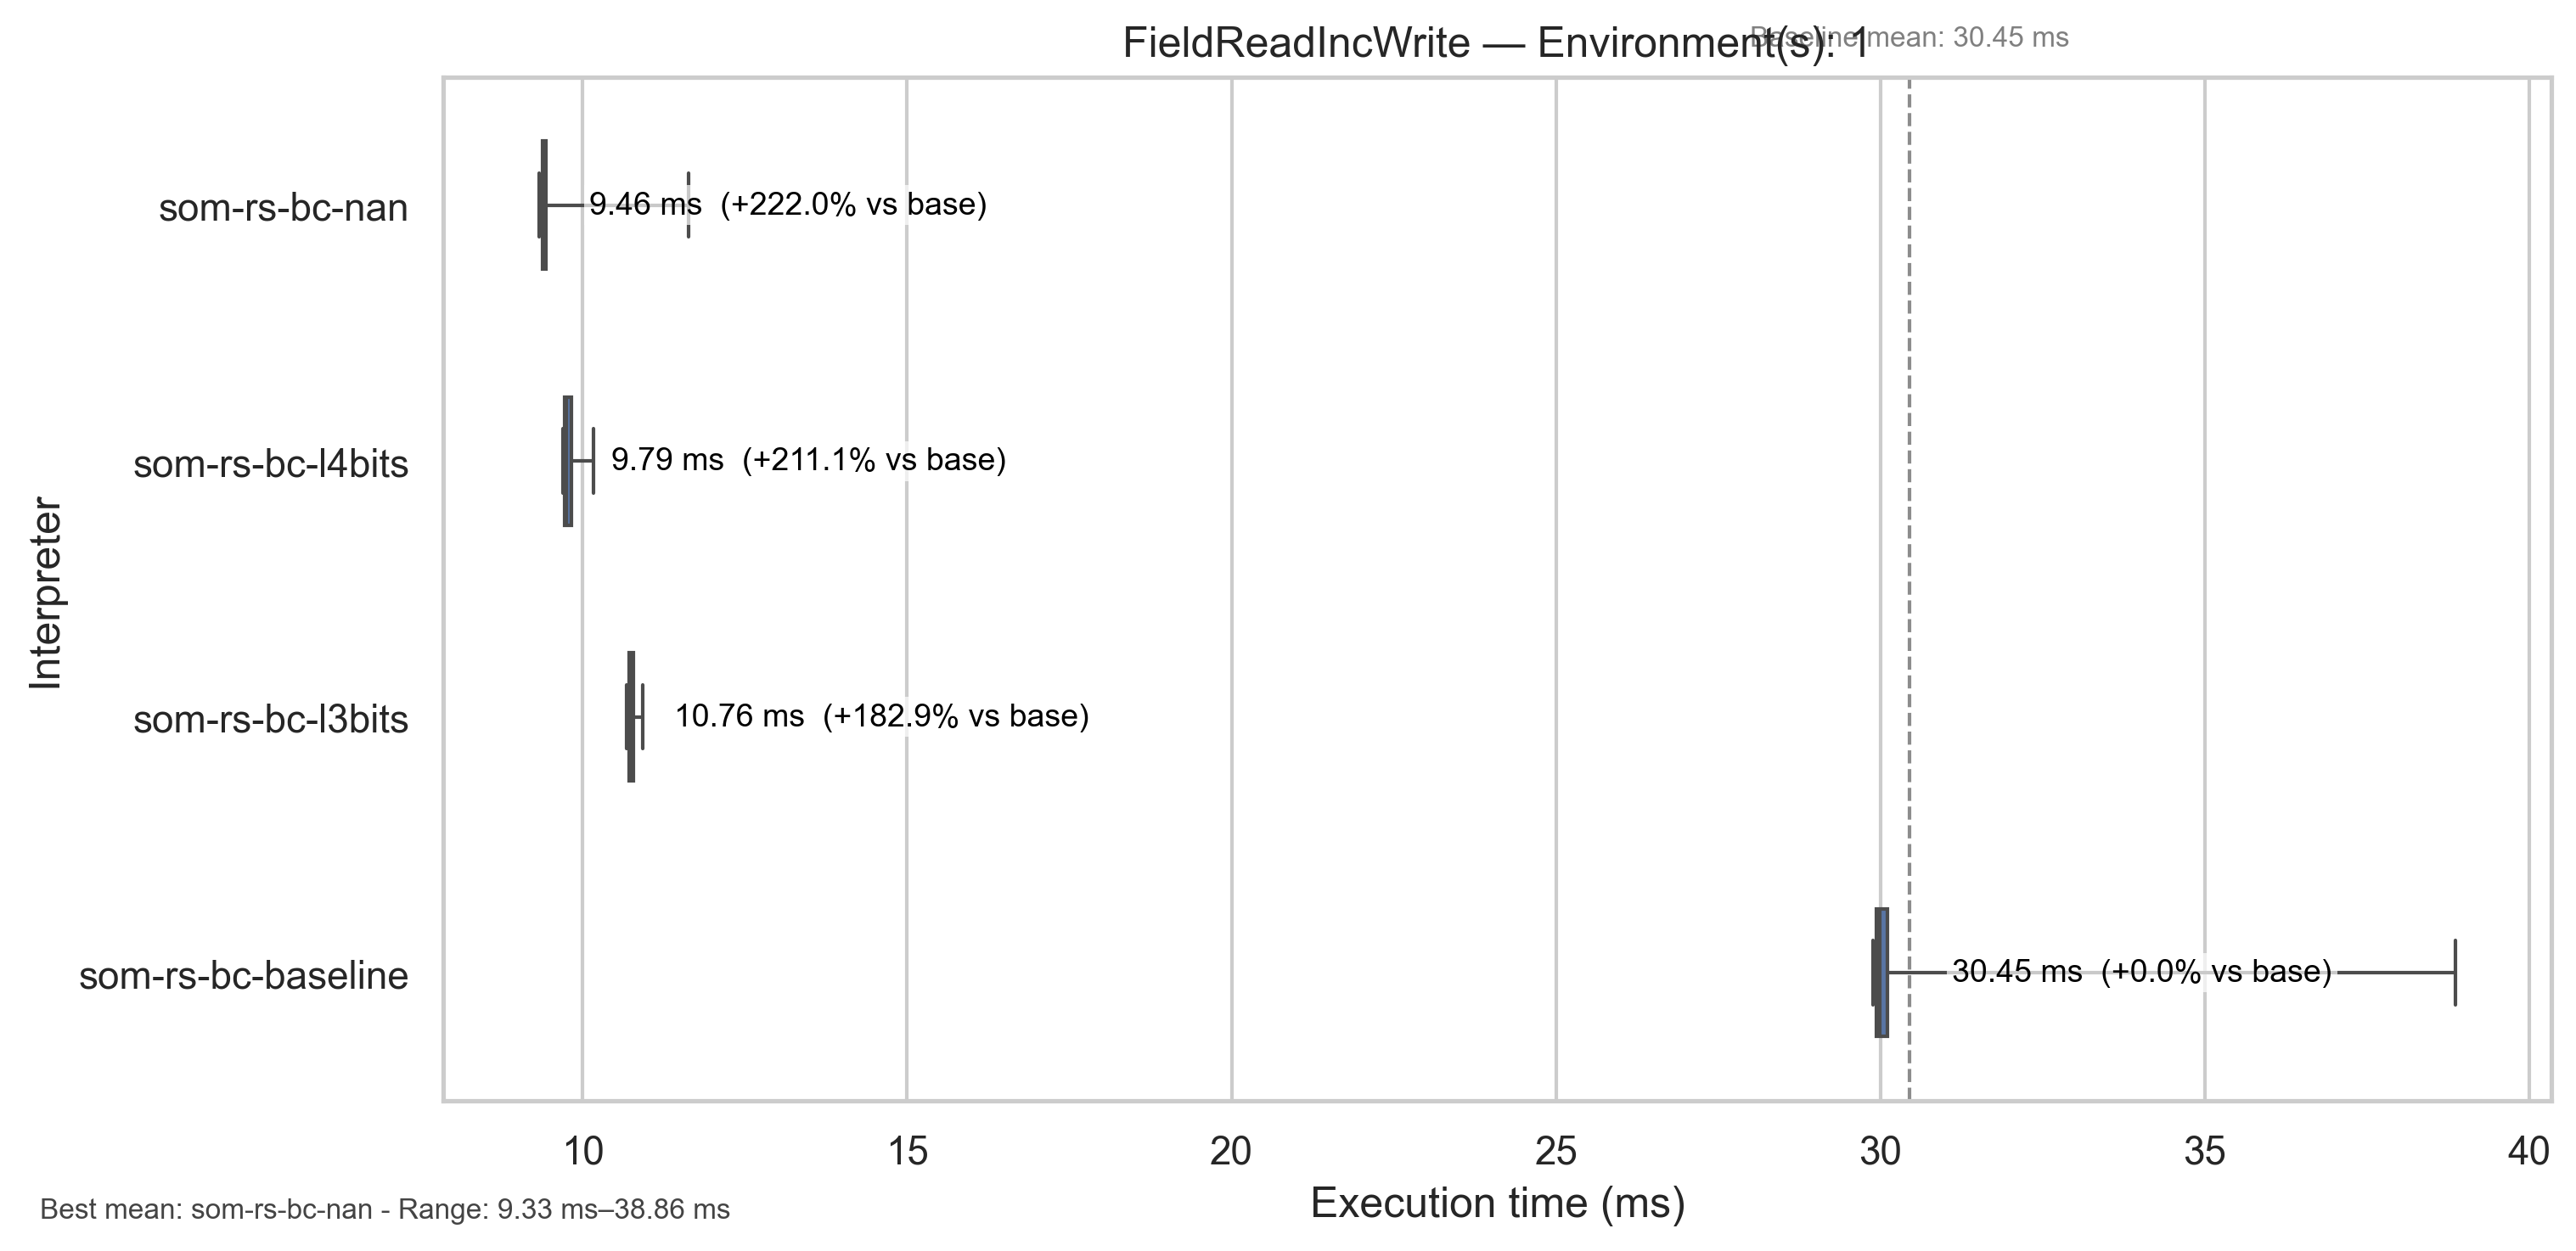 FieldReadIncWrite — Environment(s): 1
Baseline mean: 30.45 ms
som-rs-bc-nan
9.46 ms (+222.0% vs base)
som-rs-bc-l4bits
9.79 ms (+211.1% vs base)
Interpreter
som-rs-bc-l3bits
10.76 ms (+182.9% vs base)
som-rs-bc-baseline
30.45 ms (+0.0% vs base)
10 15 20 25 30 35 40
Execution time (ms)
Best mean: som-rs-bc-nan - Range: 9.33 ms–38.86 ms